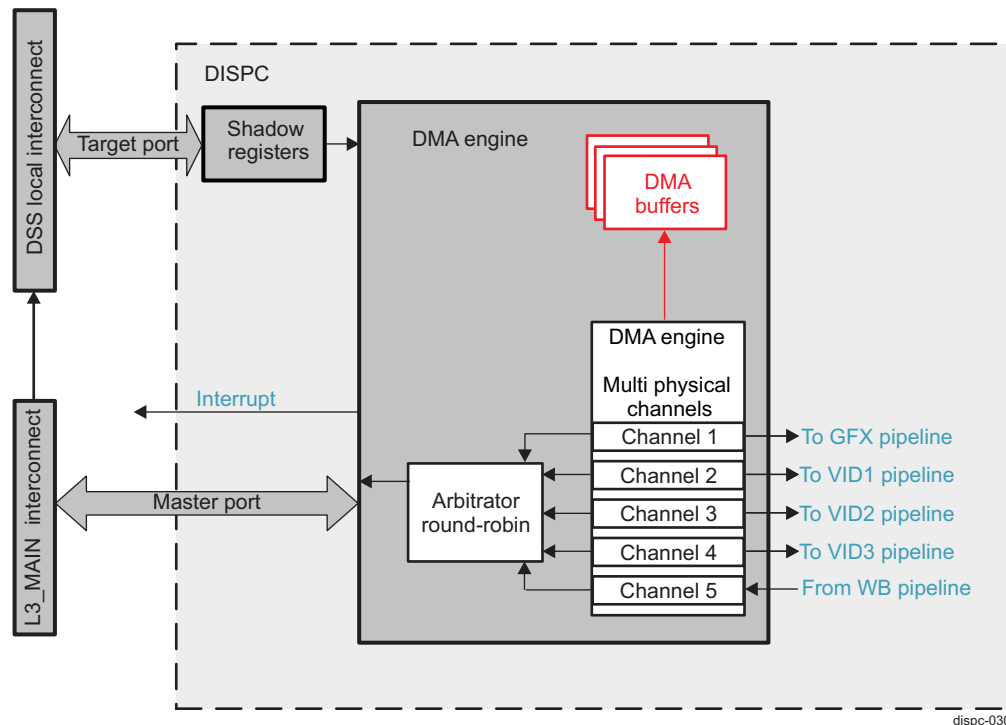 DISPC
DSS local interconnect
Target port
Shadow
registers
DMA engine
DMA
buffers
DMA engine
Multi physical
channels
Interrupt
Channel 1
To GFX pipeline
Channel 2
To VID1 pipeline
L3_MAIN interconnect
Master port
Arbitrator
round-robin
Channel 3
To VID2 pipeline
Channel 4
To VID3 pipeline
Channel 5
From WB pipeline